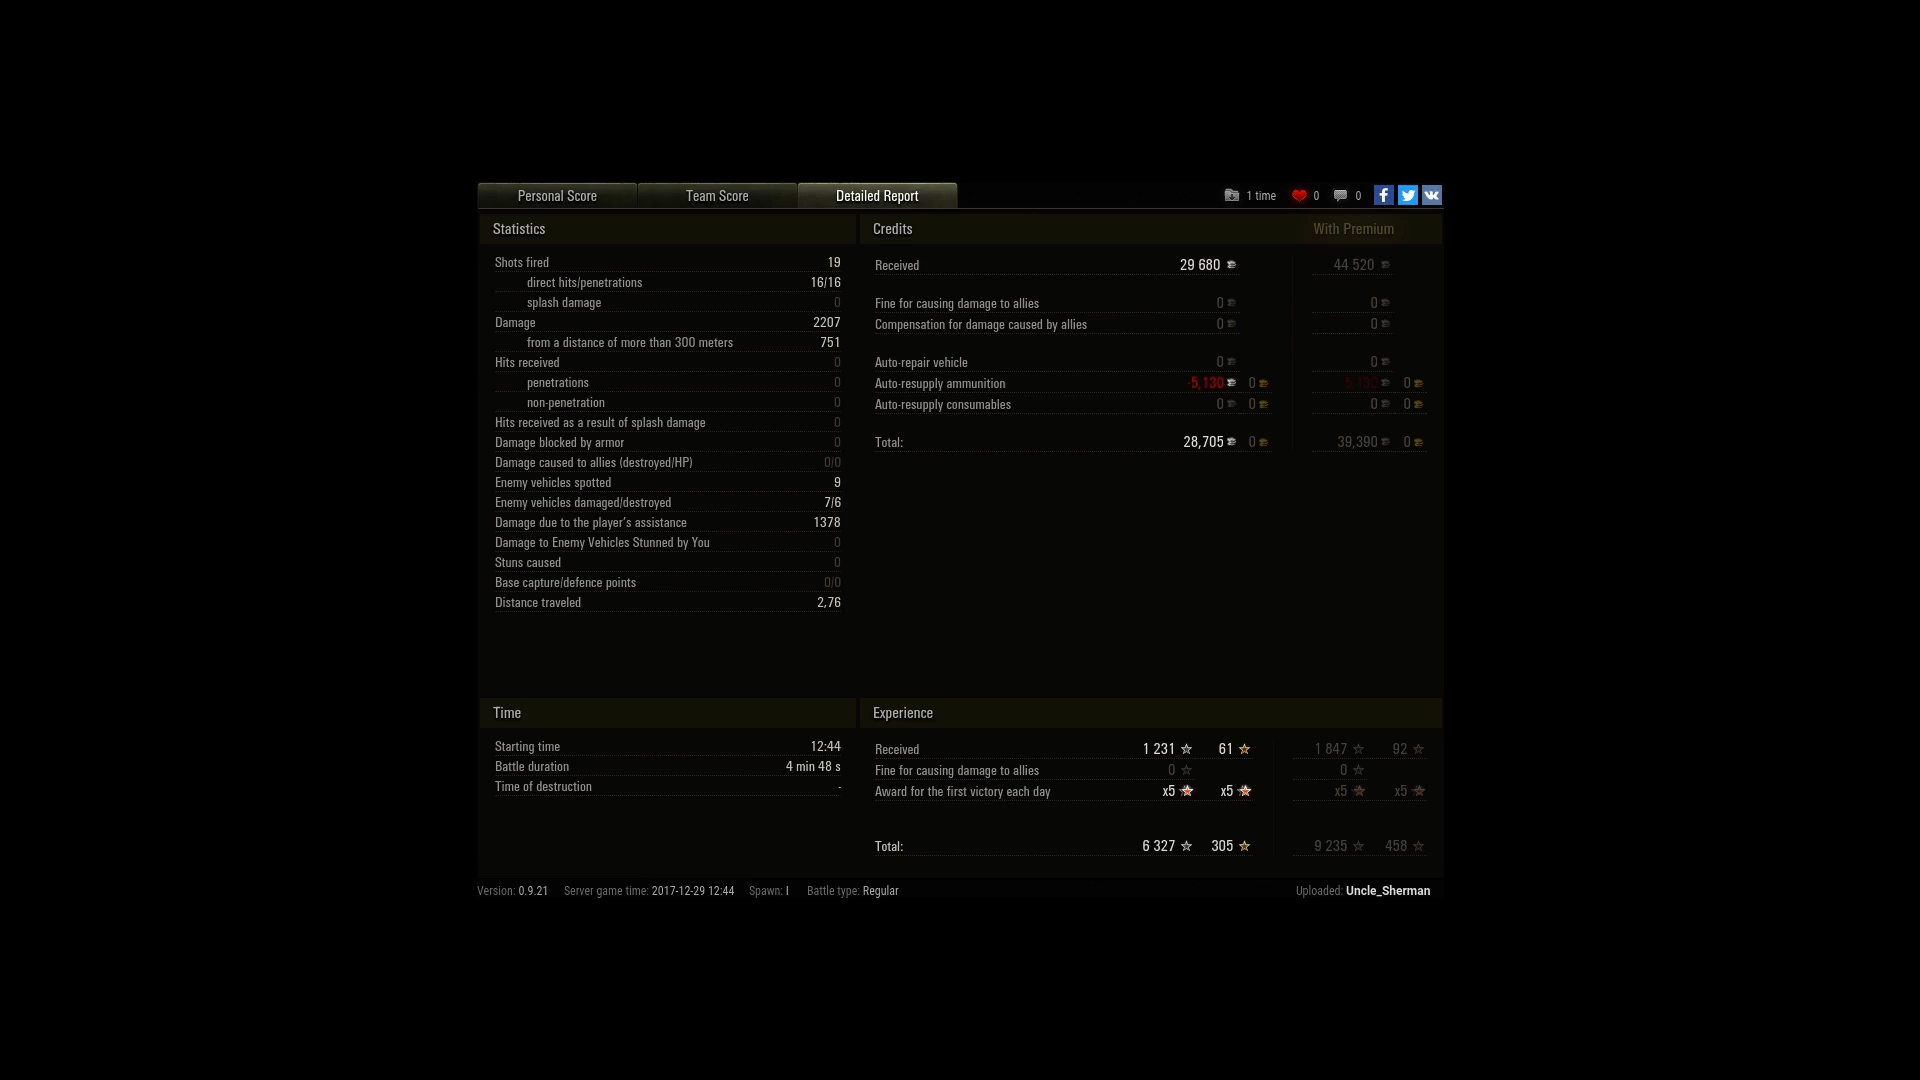 Personal Score Team Score Detailed Report 1 time 0 0
Statistics
Shots fired 19
direct hits/penetrations 16/16
splash damage 0
Damage 2207
from a distance of more than 300 meters 751
Hits received 0
penetrations 0
non-penetration 0
Hits received as a result of splash damage 0
Damage blocked by armor 0
Damage caused to allies (destroyed/HP) 0/0
Enemy vehicles spotted 9
Enemy vehicles damaged/destroyed 7/6
Damage due to the player's assistance 1378
Damage to Enemy Vehicles Stunned by You 0
Stuns caused 0
Base capture/defence points 0/0
Distance traveled 2,76
Credits With Premium
Received 29 680 44 520
Fine for causing damage to allies 0 0
Compensation for damage caused by allies 0 0
Auto-repair vehicle 0 0
Auto-resupply ammunition -5,130 0 -5,130 0
Auto-resupply consumables 0 0 0 0
Total: 28,705 0 39,390 0
Time
Starting time 12:44
Battle duration 4 min 48 s
Time of destruction -
Experience
Received 1 231 61 1 847 92
Fine for causing damage to allies 0 0
Award for the first victory each day x5 x5 x5 x5
Total: 6 327 305 9 235 458
Version: 0.9.21 Server game time: 2017-12-29 12:44 Spawn: I Battle type: Regular Uploaded: Uncle_Sherman